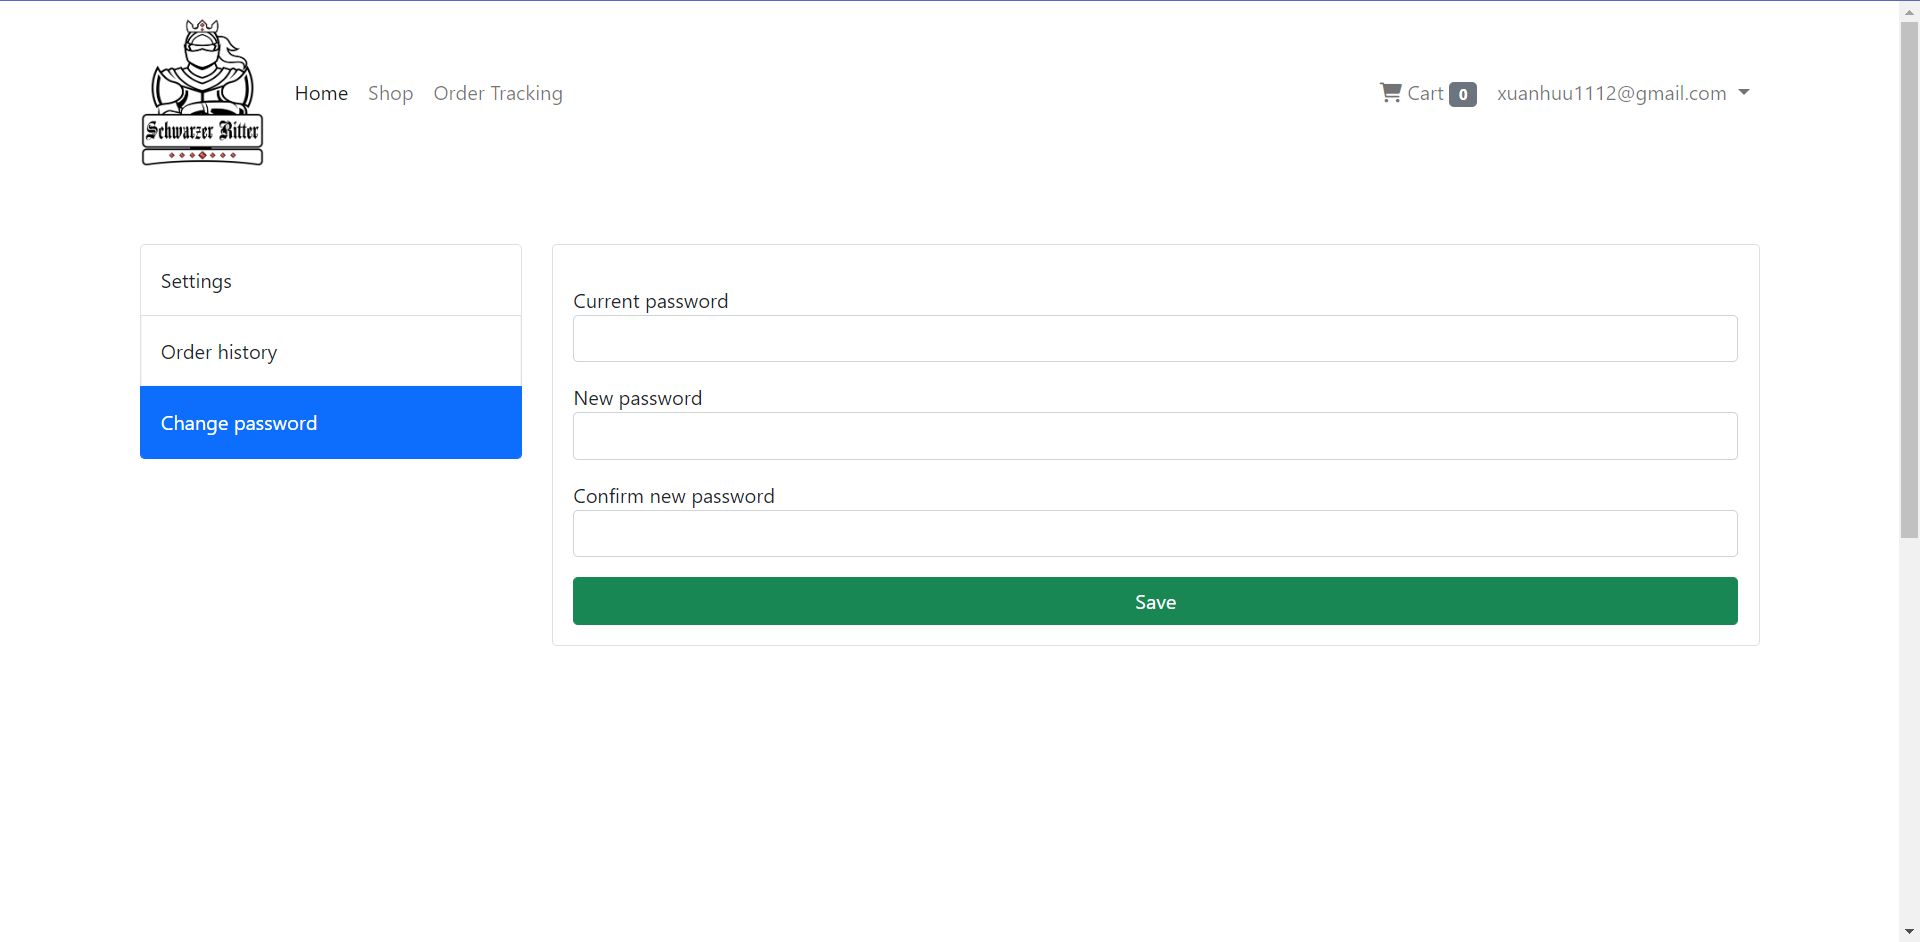 Home Shop Order Tracking
Cart 0 xuanhuu1112@gmail.com
Schwarzer Ritter
Settings
Order history
Change password
Current password
New password
Confirm new password
Save